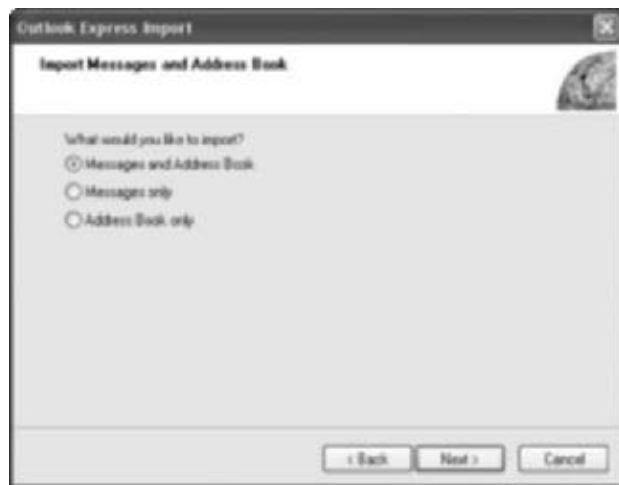 Outlook Express Import
Import Messages and Address Book
What would you like to import?
Messages and Address Book
Messages only
Address Book only
< Back Next > Cancel